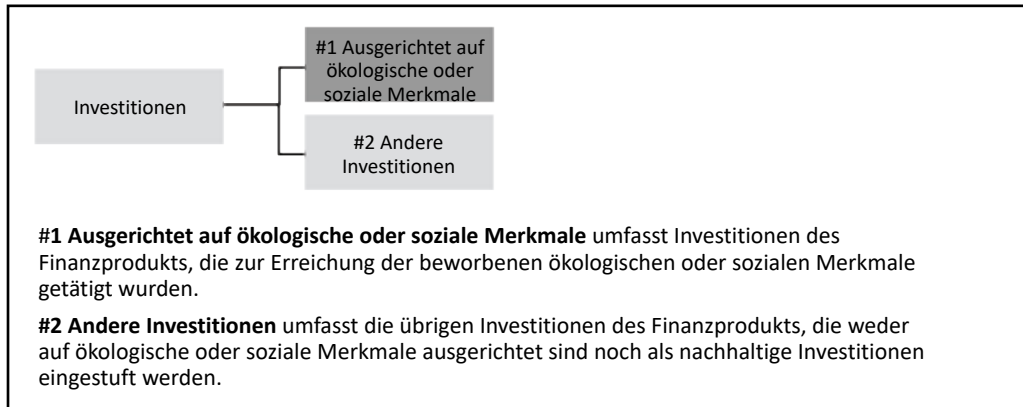 #1 Ausgerichtet auf
ökologische oder
soziale Merkmale
Investitionen
#2 Andere
Investitionen
#1 Ausgerichtet auf ökologische oder soziale Merkmale umfasst Investitionen des
Finanzprodukts, die zur Erreichung der beworbenen ökologischen oder sozialen Merkmale
getätigt wurden.
#2 Andere Investitionen umfasst die übrigen Investitionen des Finanzprodukts, die weder
auf ökologische oder soziale Merkmale ausgerichtet sind noch als nachhaltige Investitionen
eingestuft werden.